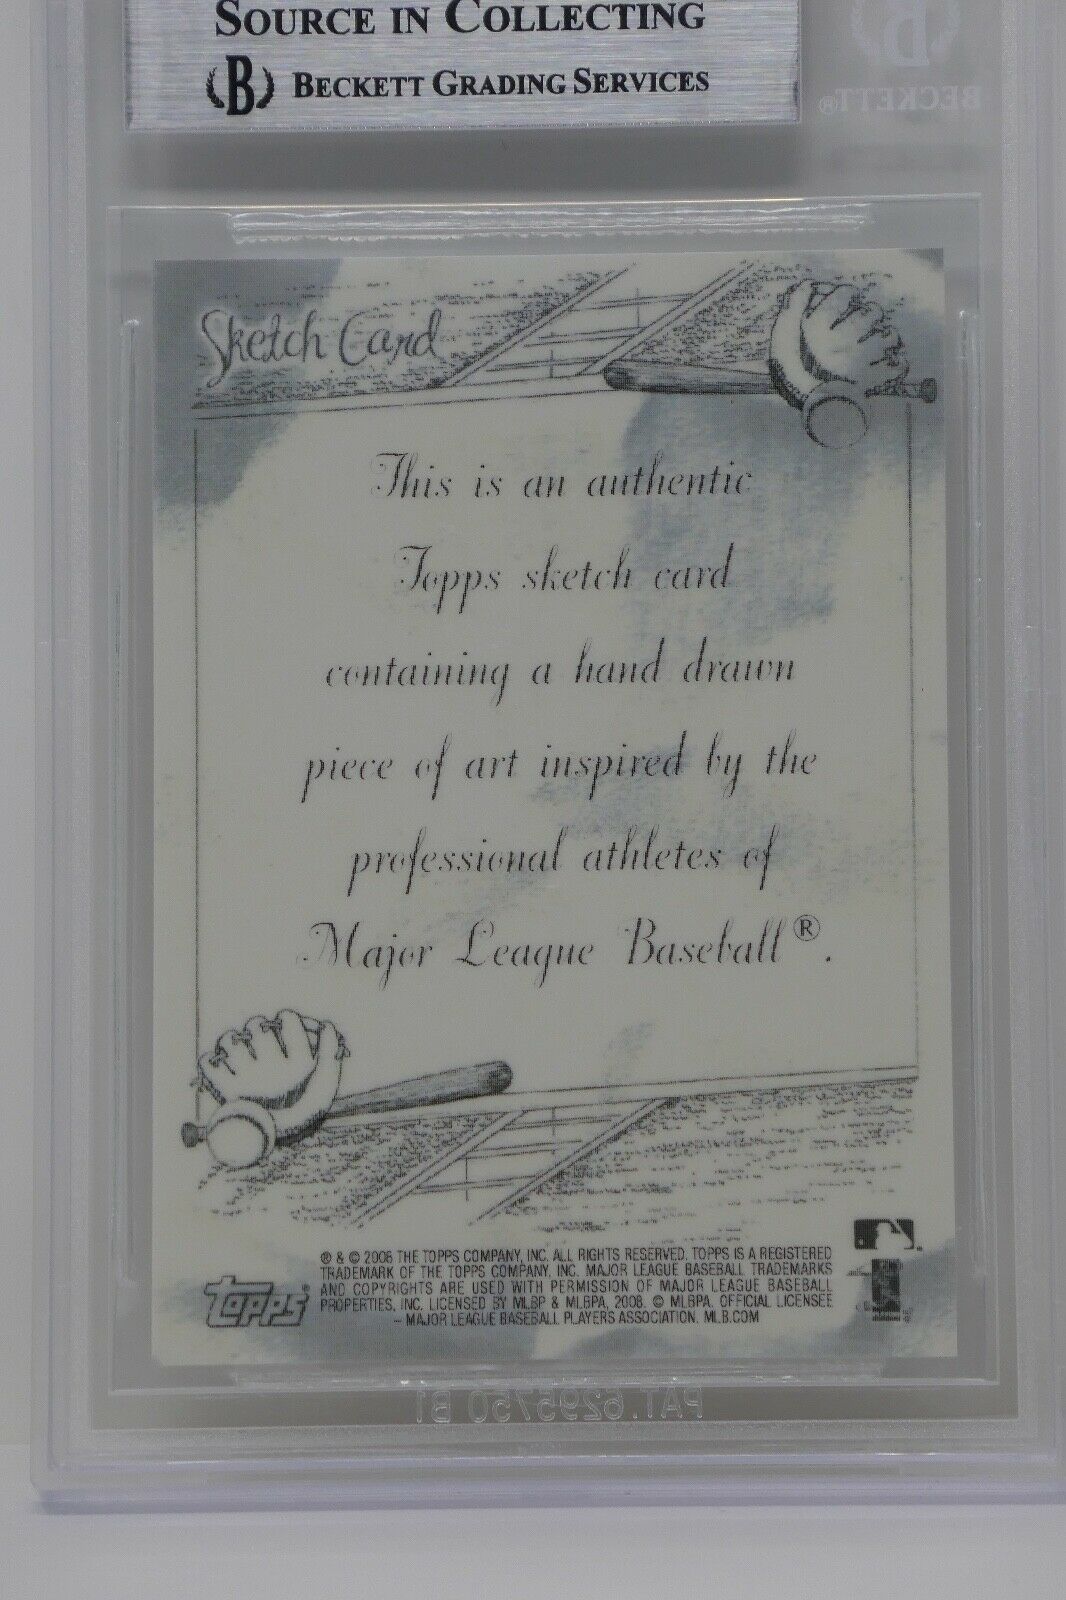 SOURCE IN COLLECTING
B BECKETT GRADING SERVICES
B
BECKETT®
Sketch Card
This is an authentic
Topps sketch card
containing a hand drawn
piece of art inspired by the
professional athletes of
Major League Baseball®.
® & © 2008 THE TOPPS COMPANY, INC. ALL RIGHTS RESERVED. TOPPS IS A REGISTERED
TRADEMARK OF THE TOPPS COMPANY, INC. MAJOR LEAGUE BASEBALL TRADEMARKS
AND COPYRIGHTS ARE USED WITH PERMISSION OF MAJOR LEAGUE BASEBALL
PROPERTIES, INC. LICENSED BY MLBP & MLBPA, 2008. © MLBPA. OFFICIAL LICENSEE
– MAJOR LEAGUE BASEBALL PLAYERS ASSOCIATION. MLB.COM
Topps®
PAT. 6295750 B1